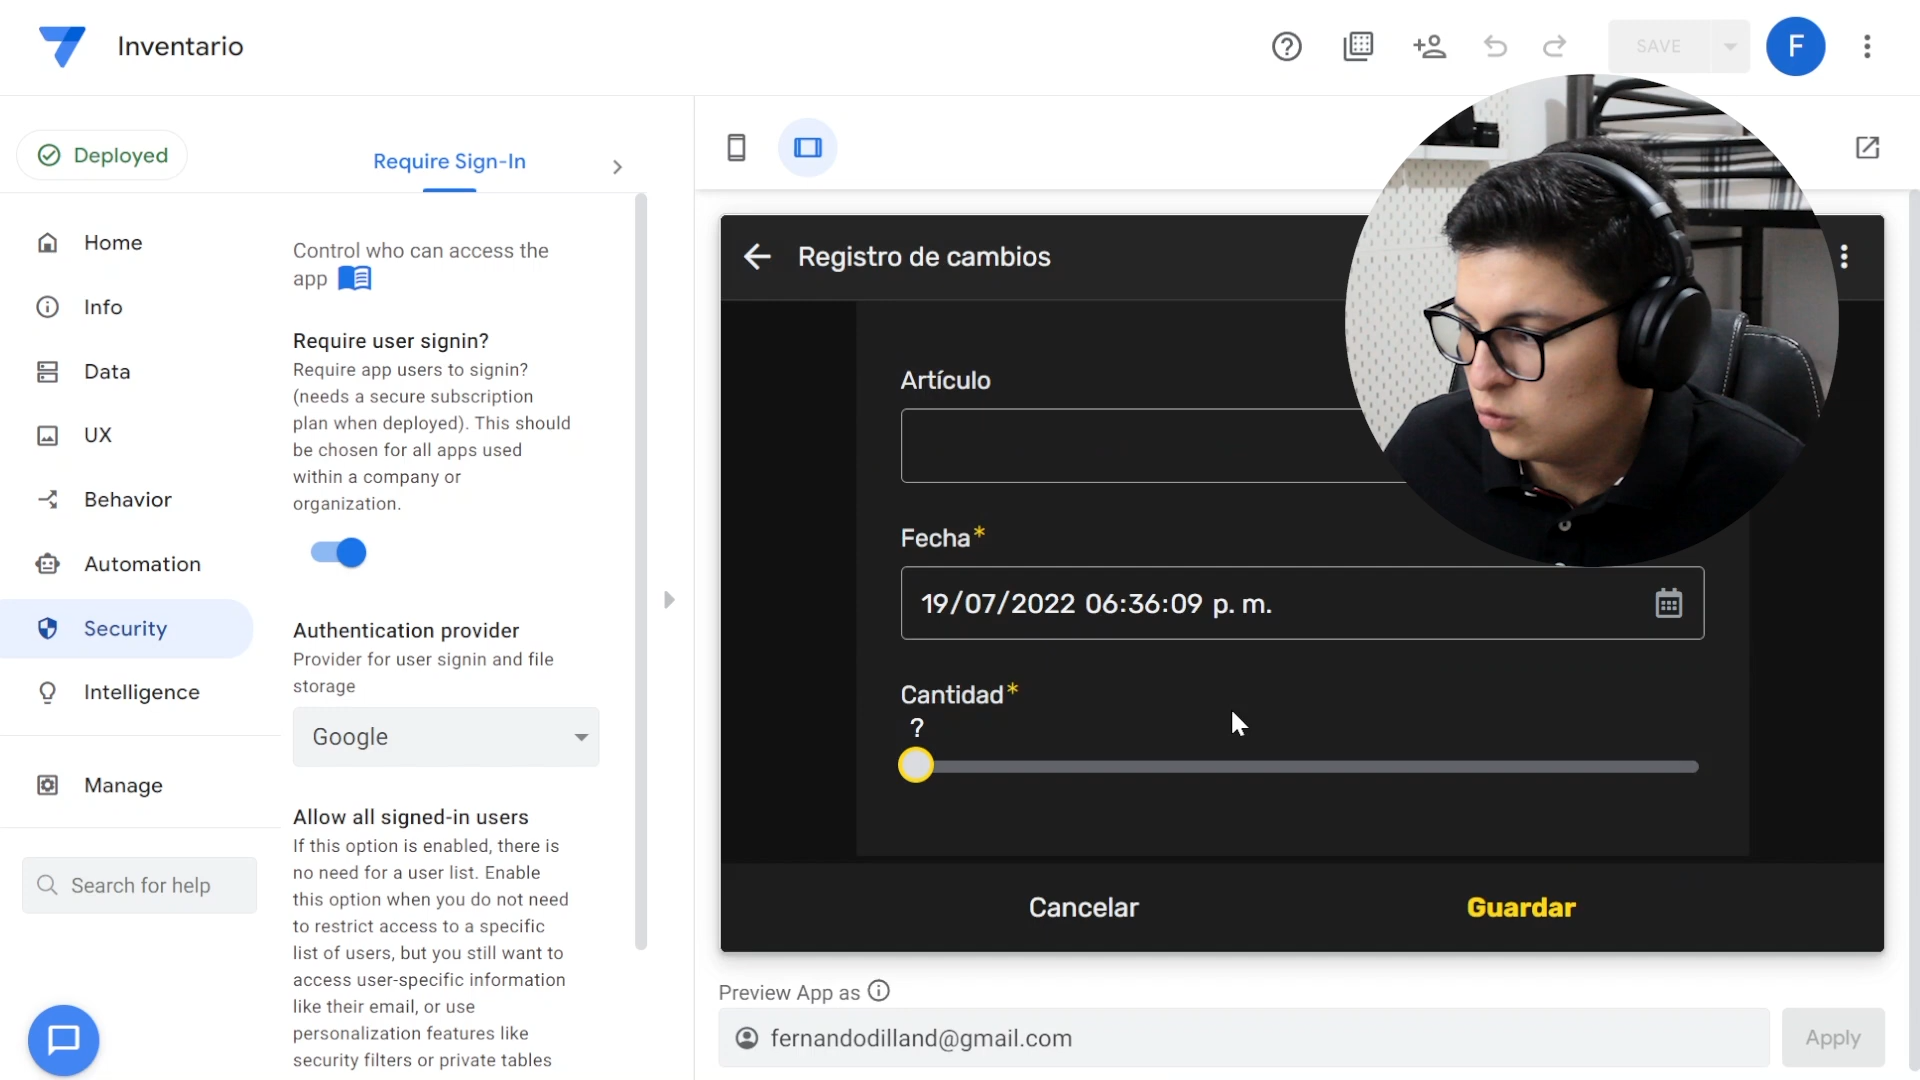 Inventario
SAVE
F
Deployed
Require Sign-In
Home
Info
Data
UX
Behavior
Automation
Security
Intelligence
Manage
Search for help
Control who can access the
app
Require user signin?
Require app users to signin?
(needs a secure subscription
plan when deployed). This should
be chosen for all apps used
within a company or
organization.
Authentication provider
Provider for user signin and file
storage
Google
Allow all signed-in users
If this option is enabled, there is
no need for a user list. Enable
this option when you do not need
to restrict access to a specific
list of users, but you still want to
access user-specific information
like their email, or use
personalization features like
security filters or private tables
Registro de cambios
Artículo
Fecha*
19/07/2022 06:36:09 p. m.
Cantidad*
?
Cancelar
Guardar
Preview App as
fernandodilland@gmail.com
Apply